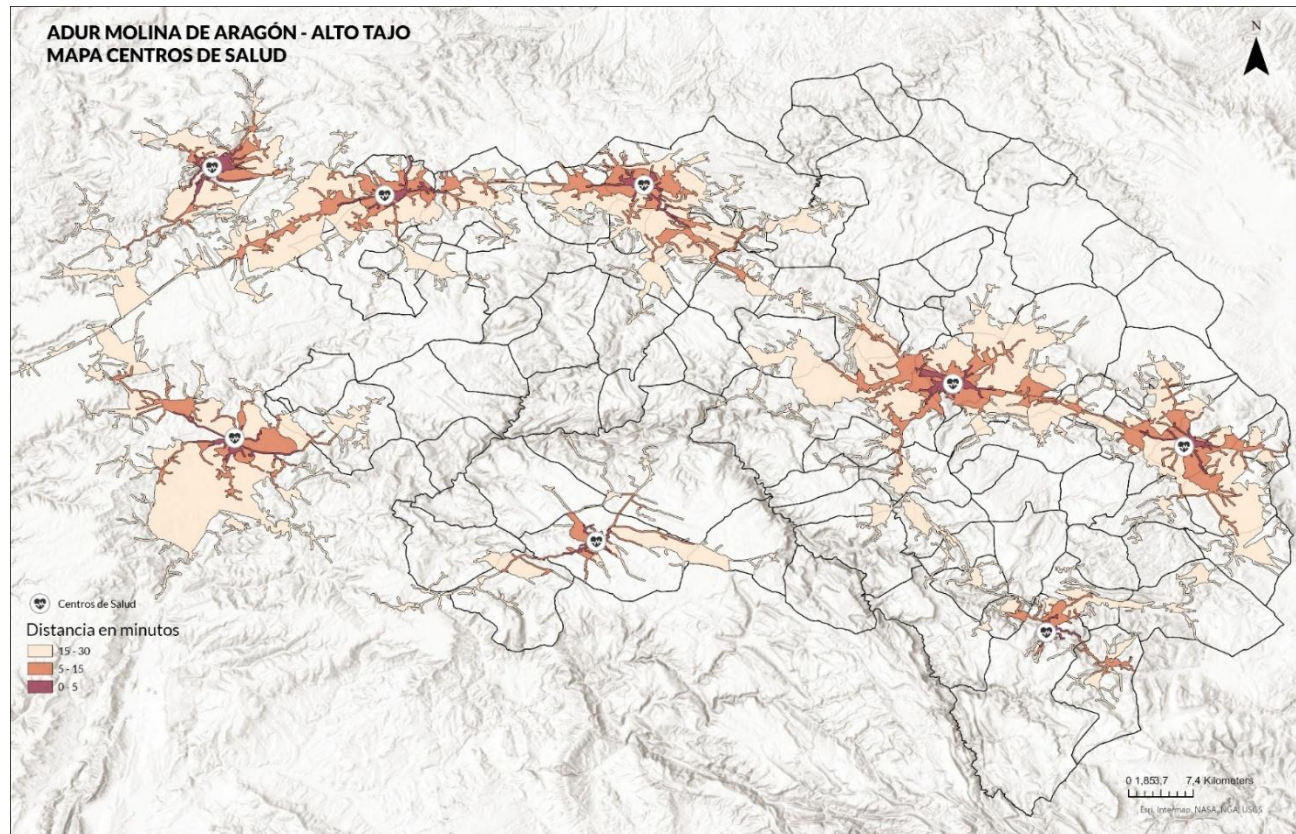 ADUR MOLINA DE ARAGÓN - ALTO TAJO
MAPA CENTROS DE SALUD
N
Centros de Salud
Distancia en minutos
15 - 30
5 - 15
0 - 5
0 1,853,7 7,4 Kilometers
Esri, Intermap, NASA, NGA, USGS